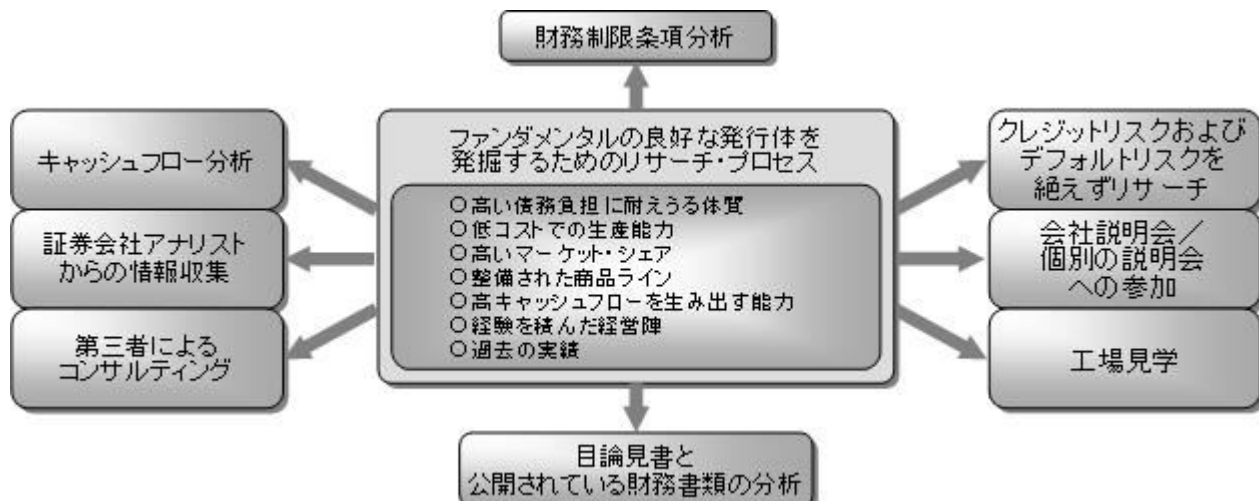 財務制限条項分析
キャッシュフロー分析
証券会社アナリスト
からの情報収集
第三者による
コンサルティング
ファンダメンタルの良好な発行体を
発掘するためのリサーチ・プロセス
○高い債務負担に耐えうる体質
○低コストでの生産能力
○高いマーケット・シェア
○整備された商品ライン
○高キャッシュフローを生み出す能力
○経験を積んだ経営陣
○過去の実績
クレジットリスクおよび
デフォルトリスクを
絶えずリサーチ
会社説明会／
個別の説明会
への参加
工場見学
目論見書と
公開されている財務書類の分析